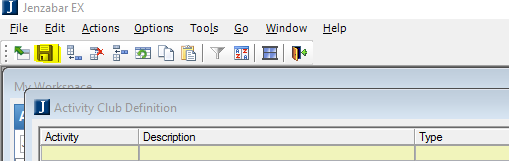 Jenzabar EX
File Edit Actions Options Tools Go Window Help
My Workspace
Activity Club Definition
Activity Description Type